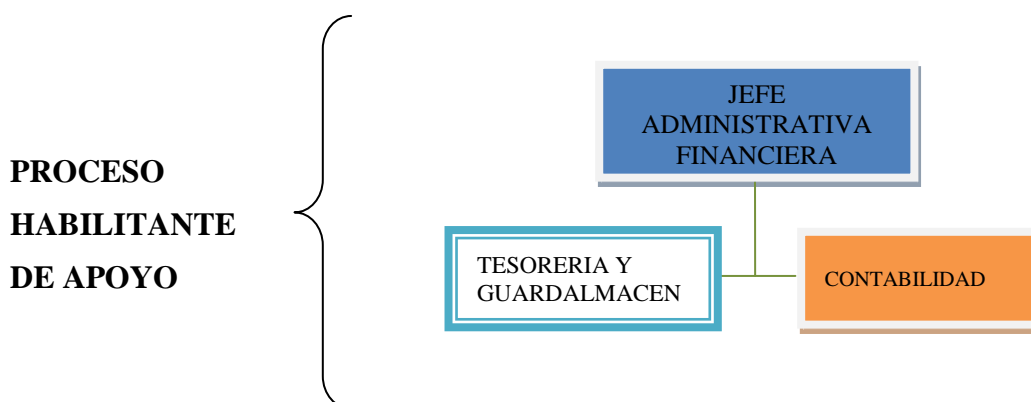 PROCESO
HABILITANTE
DE APOYO
JEFE
ADMINISTRATIVA
FINANCIERA
TESORERIA Y
GUARDALMACEN
CONTABILIDAD